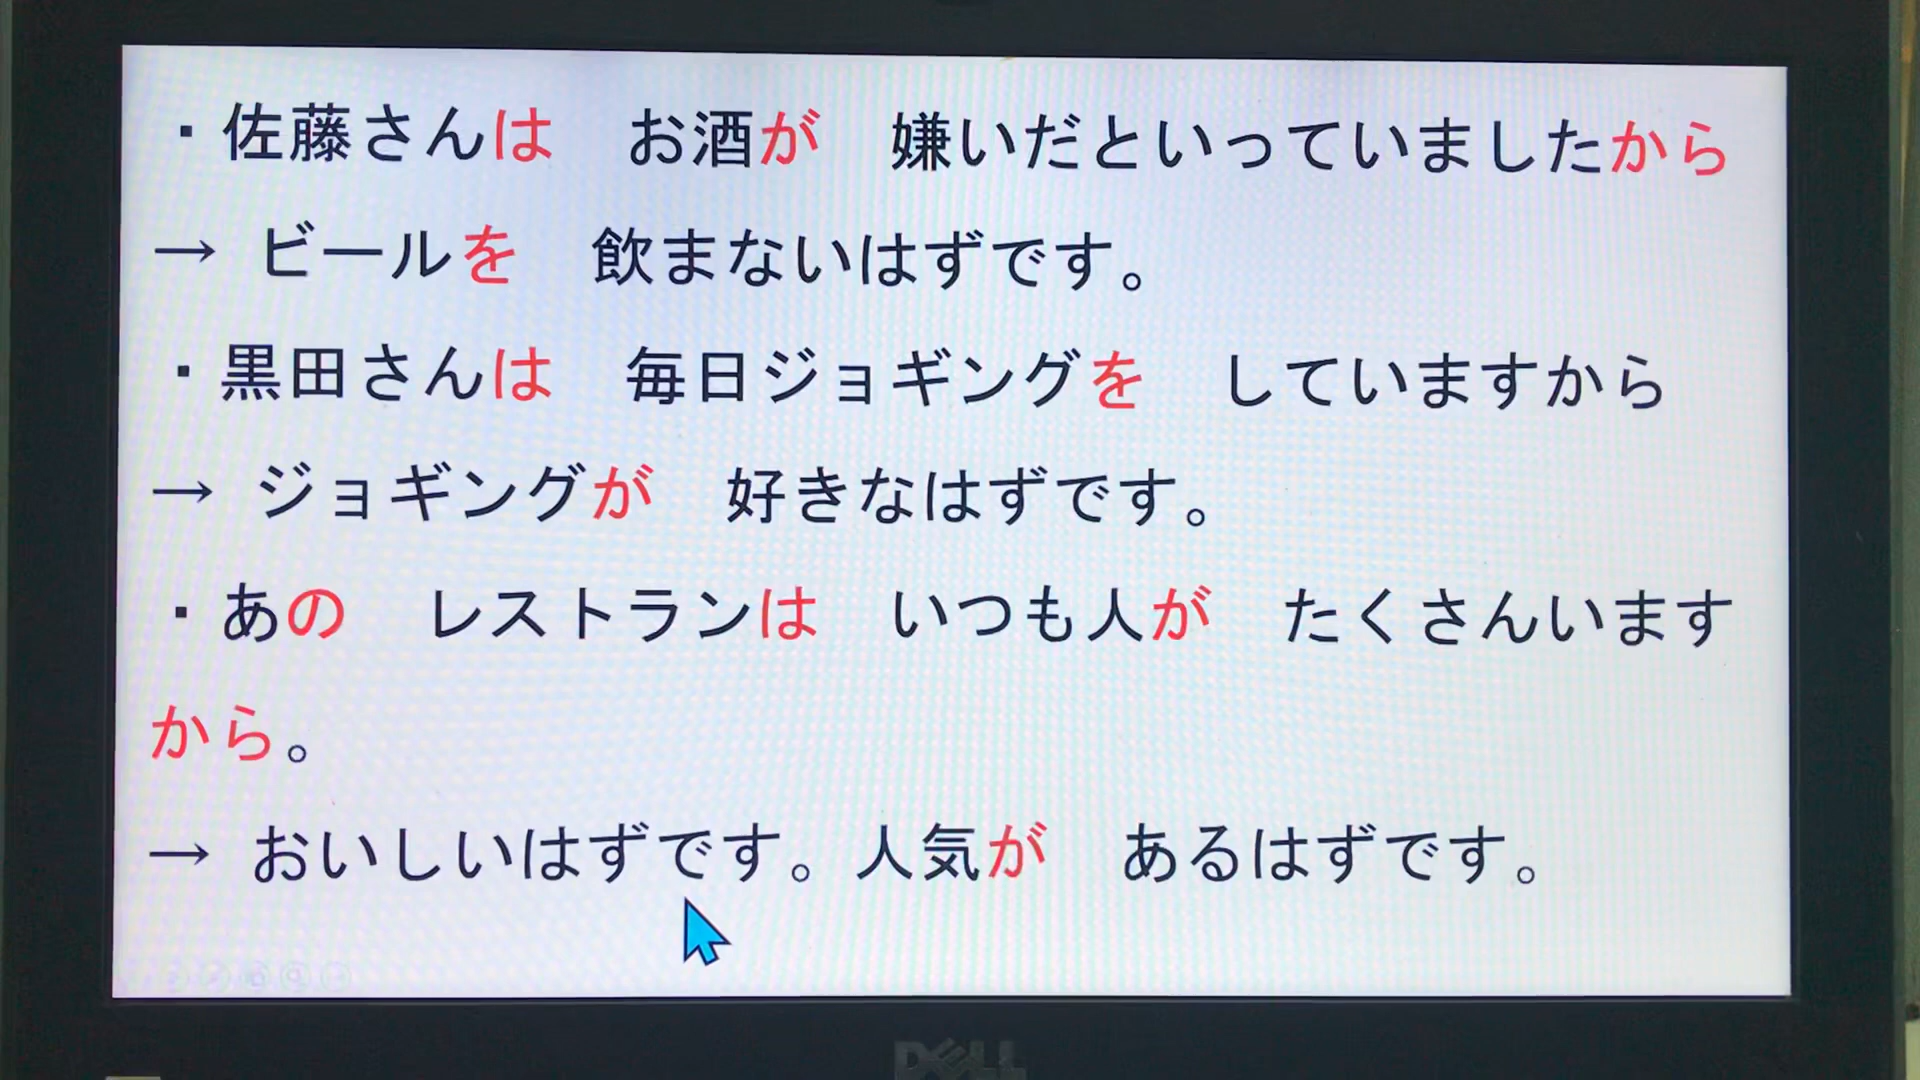 ・佐藤さんは　お酒が　嫌いだといっていましたから
→ ビールを　飲まないはずです。
・黒田さんは　毎日ジョギングを　していますから
→ ジョギングが　好きなはずです。
・あの　レストランは　いつも人が　たくさんいます
から。
→ おいしいはずです。人気が　あるはずです。
DELL